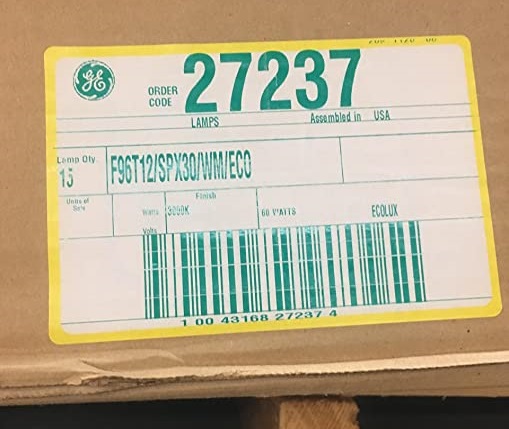 GE
ORDER CODE 27237
LAMPS Assembled in USA
Lamp Qty.
15 F96T12/SPX30/WM/ECO
Units of Sale
Finish
Watts 3000K 60 WATTS ECOLUX
Volts
1 00 43168 27237 4